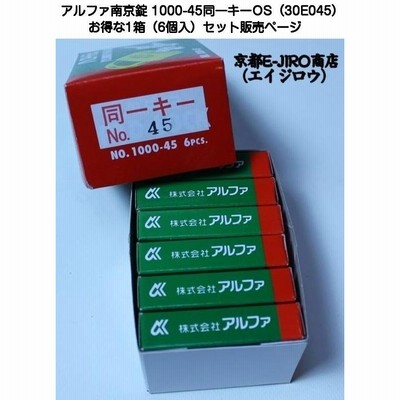 アルファ南京錠 1000-45同一キーOS（30E045）
お得な1箱（6個入）セット販売ページ
京都E-JIRO商店
（エイジロウ）
同一キー
No. 45
NO.1000-45 6PCS.
株式会社 アルファ
株式会社 アルファ
株式会社 アルファ
株式会社 アルファ
株式会社 アルファ